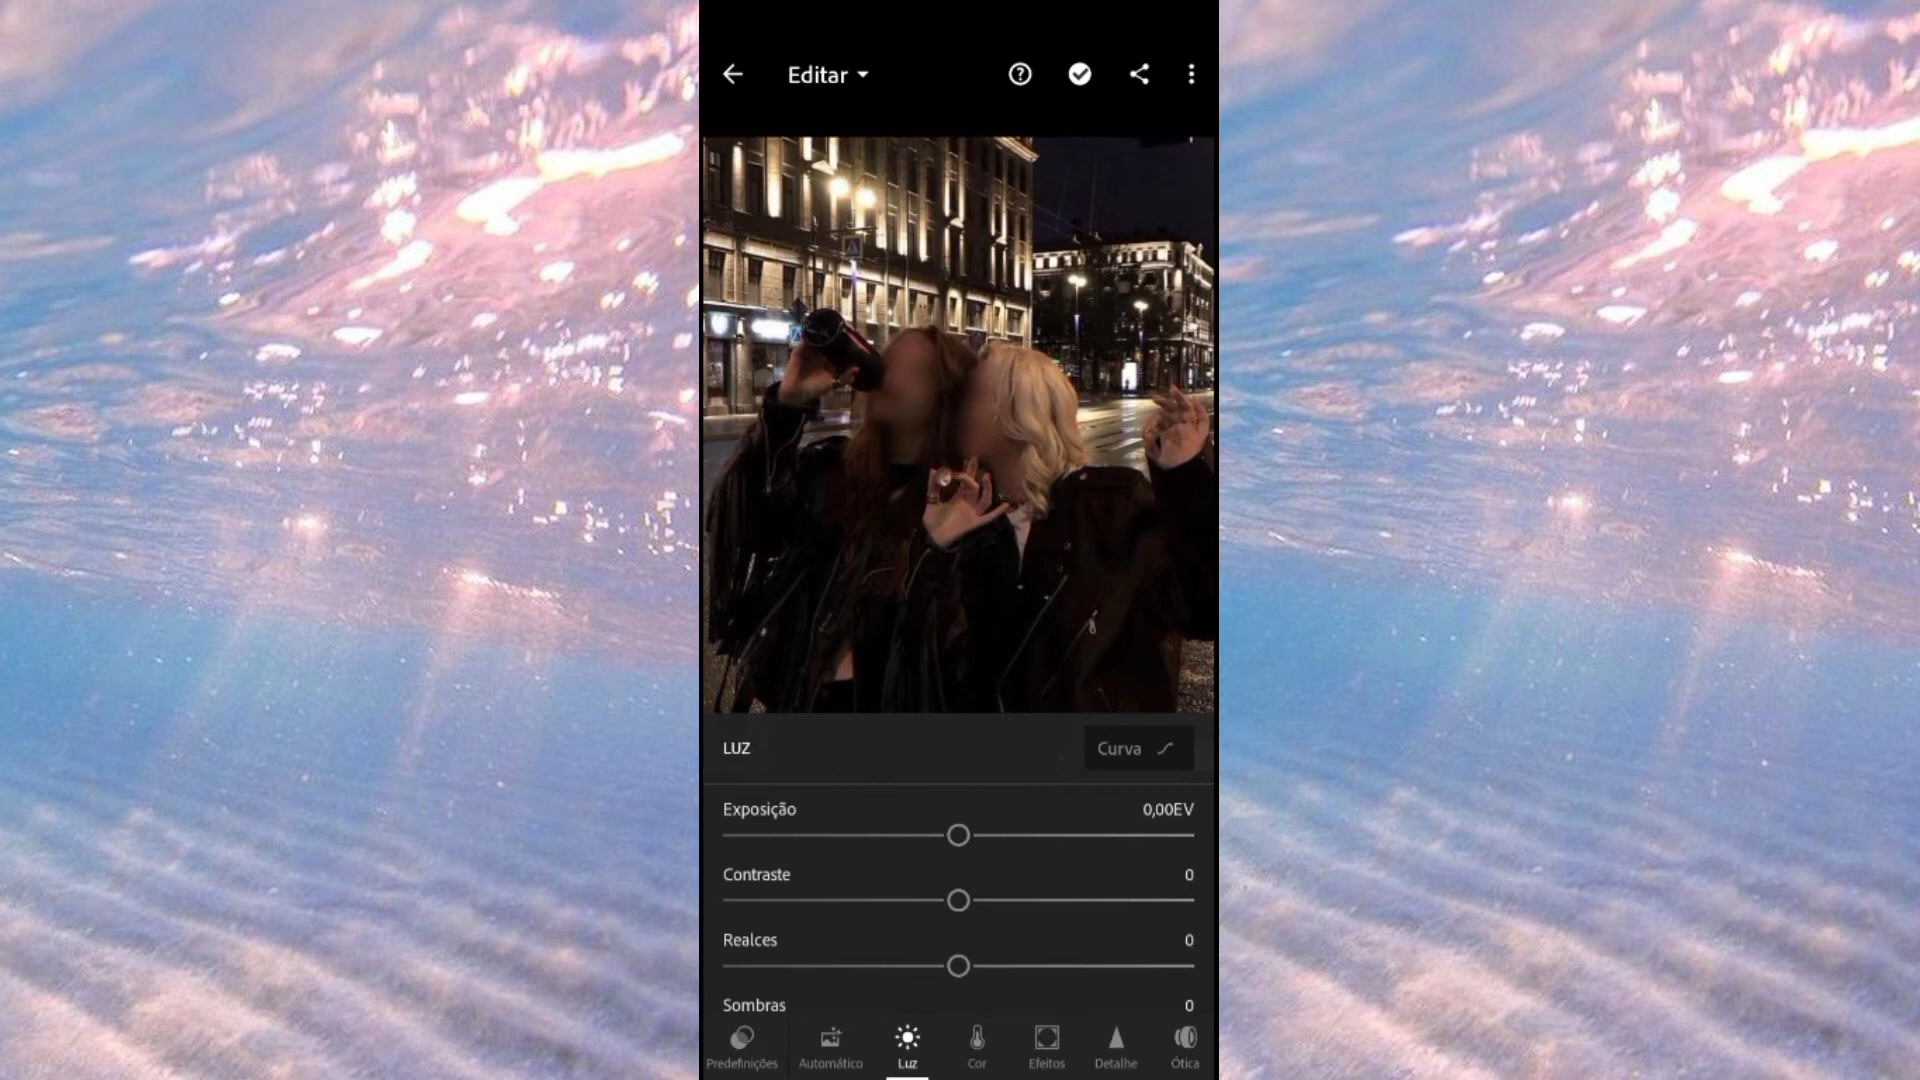 Editar
LUZ
Curva
Exposição
0,00EV
Contraste
0
Realces
0
Sombras
0
Predefinições
Automático
Luz
Cor
Efeitos
Detalhe
Ótica